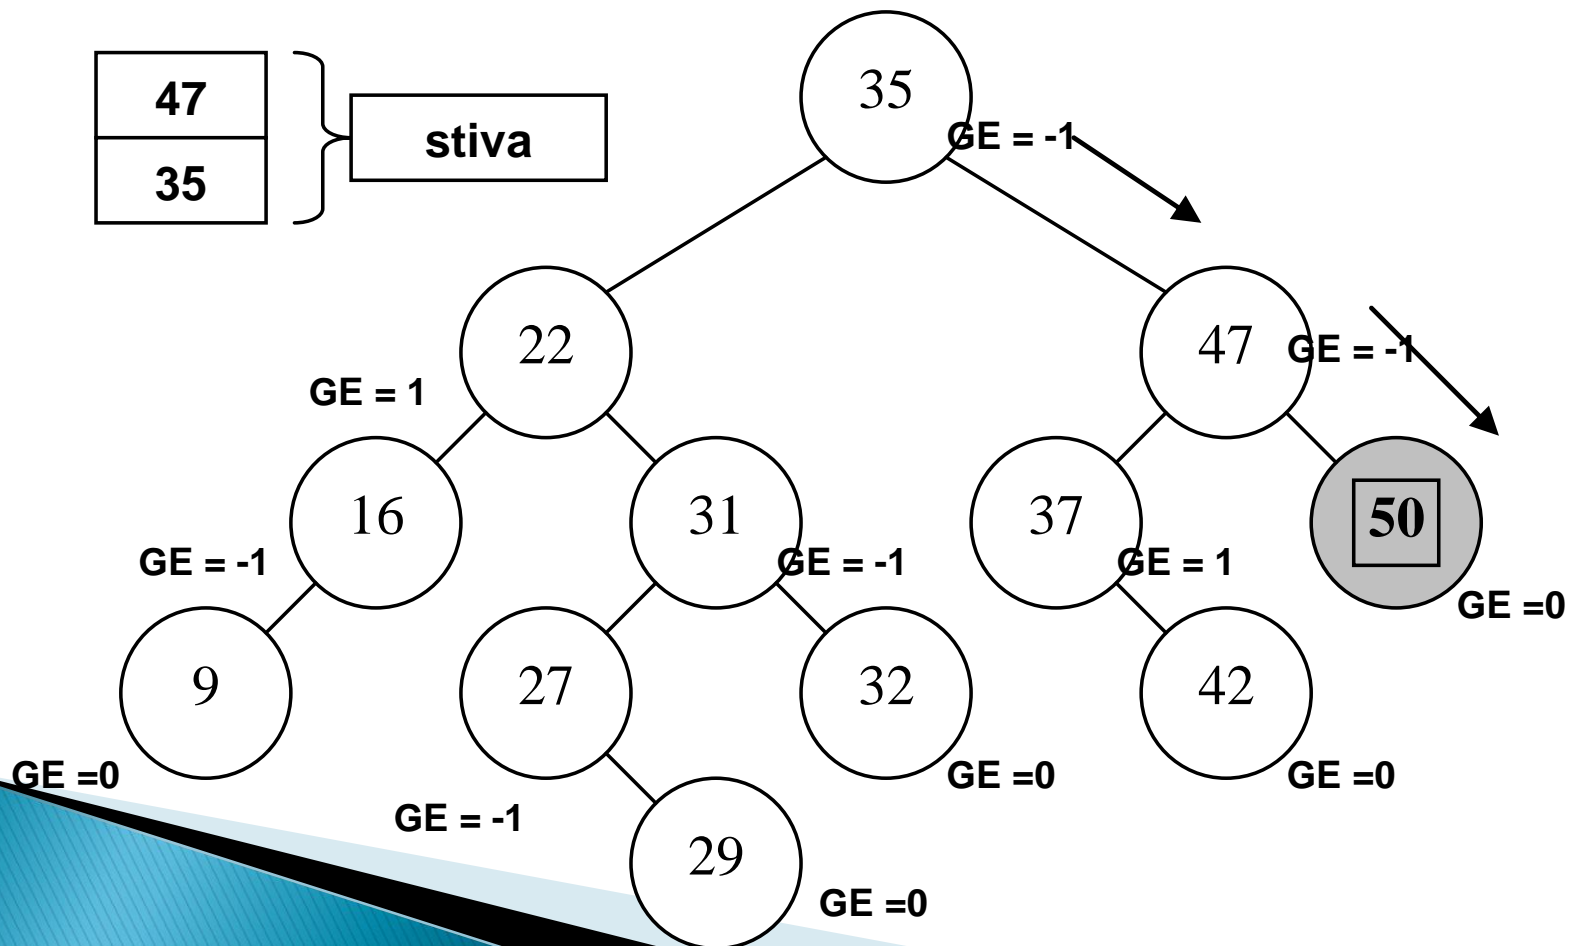 35
47
stiva
35
GE = -1
22
47
GE = -1
GE = 1
16
31
37
50
GE = -1
GE = -1
GE = 1
GE =0
9
27
32
42
GE =0
GE =0
GE =0
GE = -1
29
GE =0